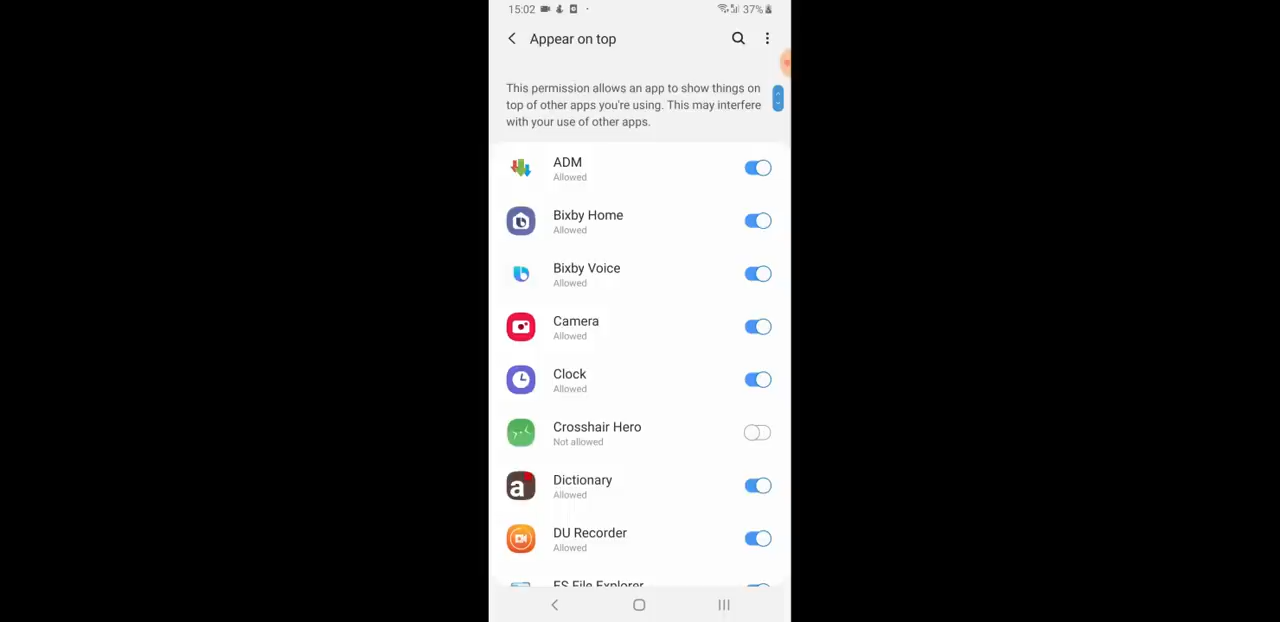 15:02
37%
Appear on top
This permission allows an app to show things on
top of other apps you're using. This may interfere
with your use of other apps.
ADM
Allowed
Bixby Home
Allowed
Bixby Voice
Allowed
Camera
Allowed
Clock
Allowed
Crosshair Hero
Not allowed
a
Dictionary
Allowed
DU Recorder
Allowed
ES File Explorer